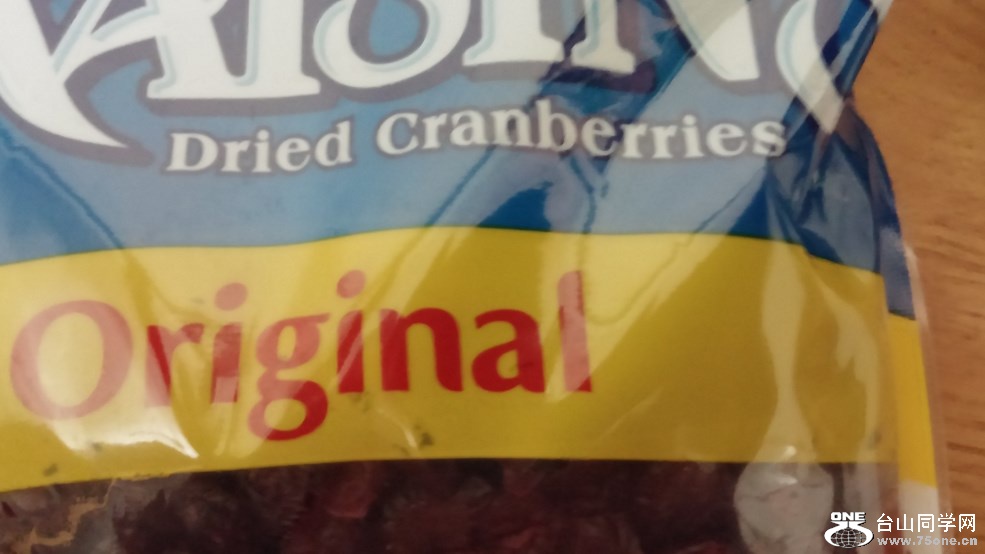 Dried Cranberries
Original
ONE 台山同学网
www.75one.cn